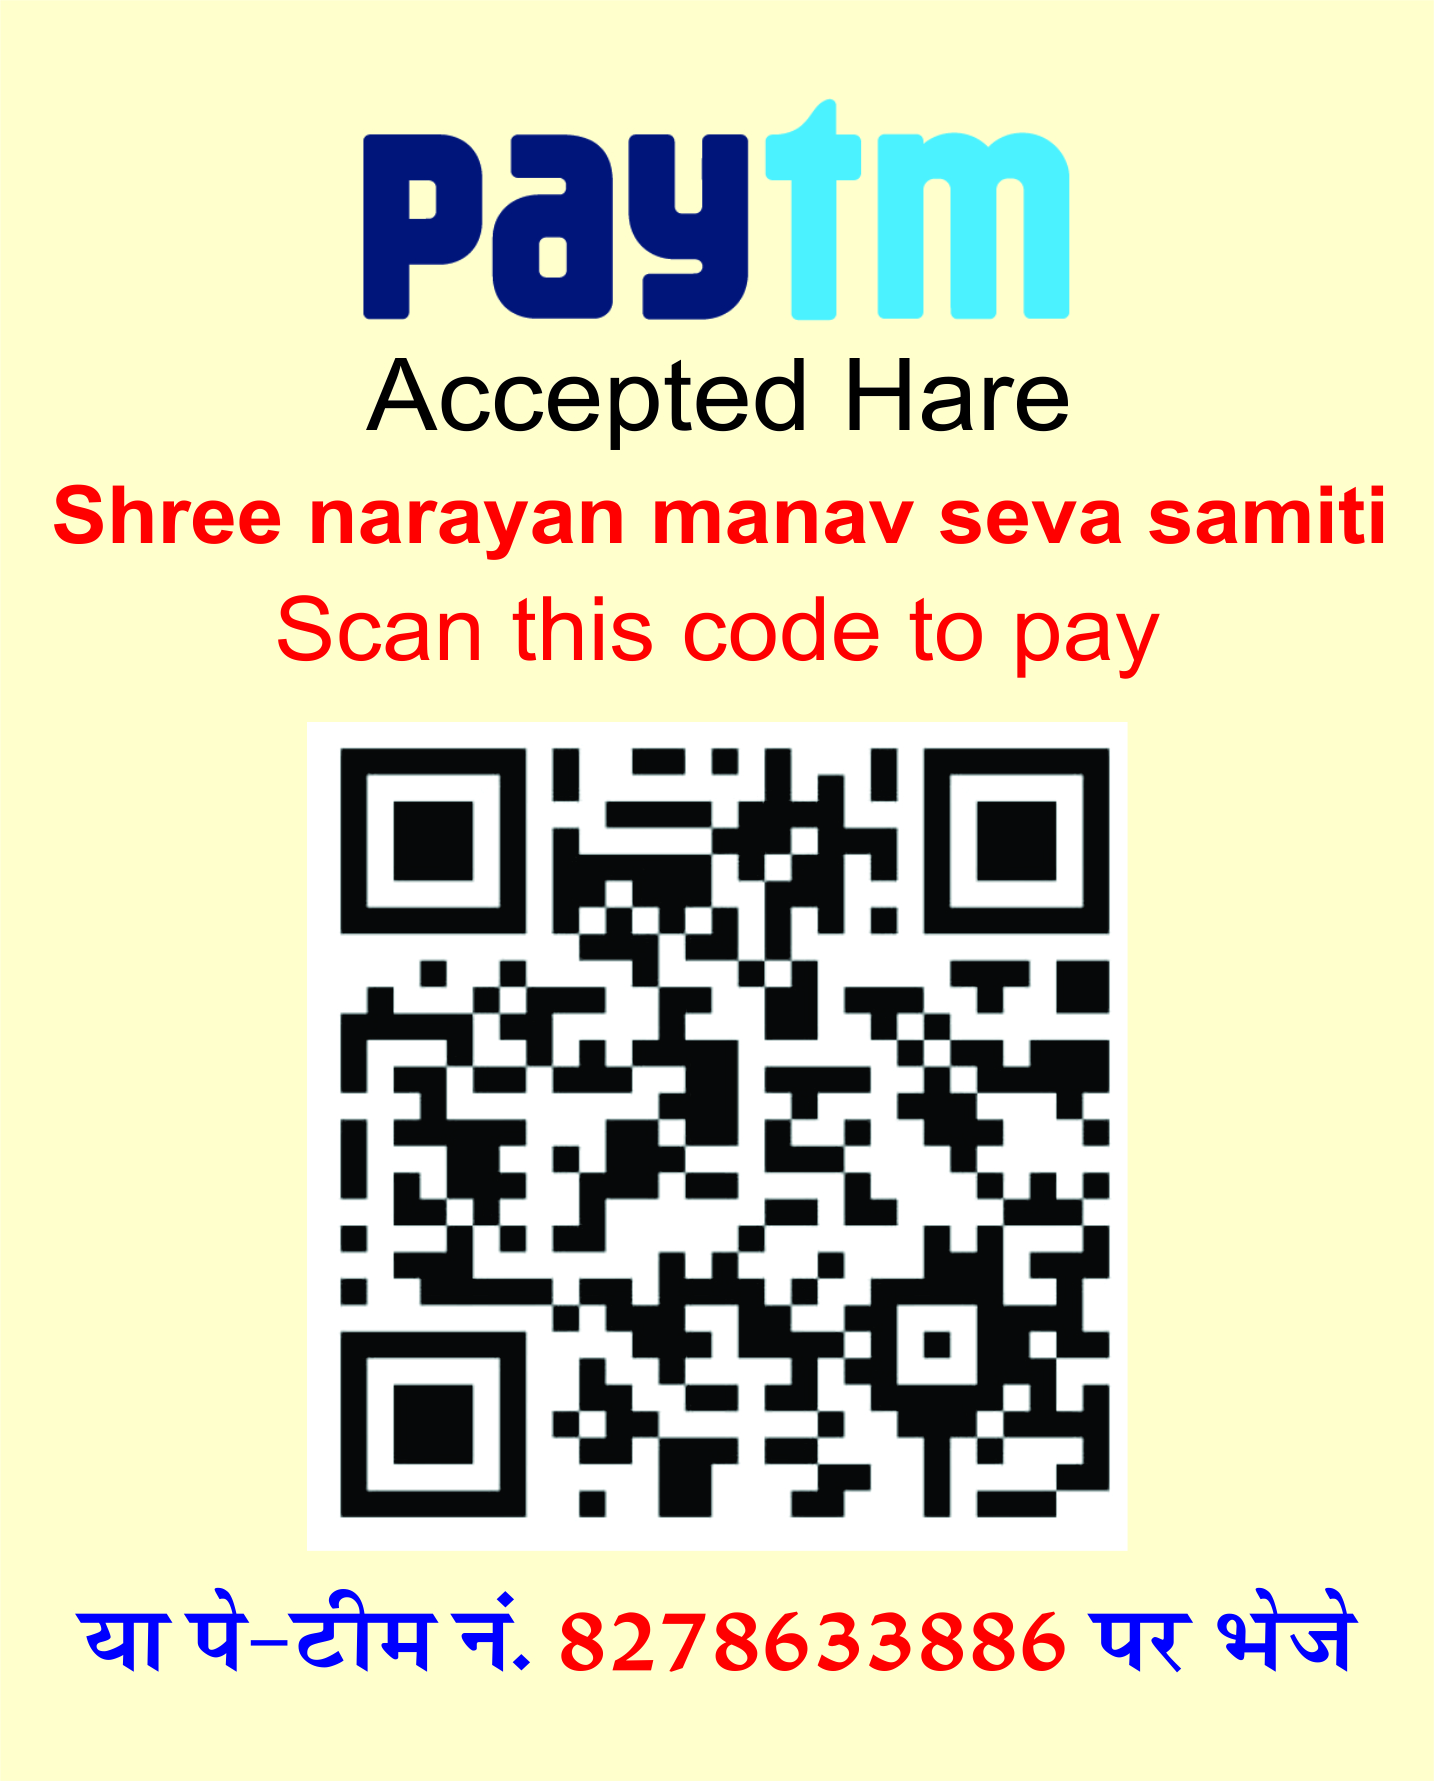 paytm
Accepted Hare
Shree narayan manav seva samiti
Scan this code to pay
या पे-टीम नं. 8278633886 पर भेजे